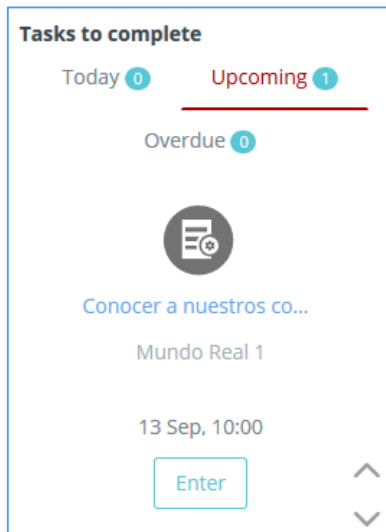 Tasks to complete
Today 0 Upcoming 1
Overdue 0
Conocer a nuestros co...
Mundo Real 1
13 Sep, 10:00
Enter